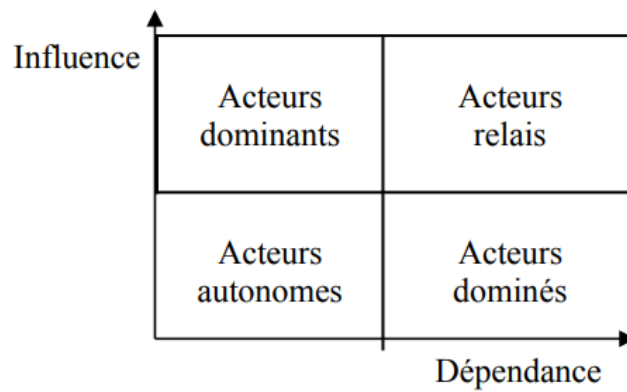 Influence
Acteurs
dominants
Acteurs
relais
Acteurs
autonomes
Acteurs
dominés
Dépendance